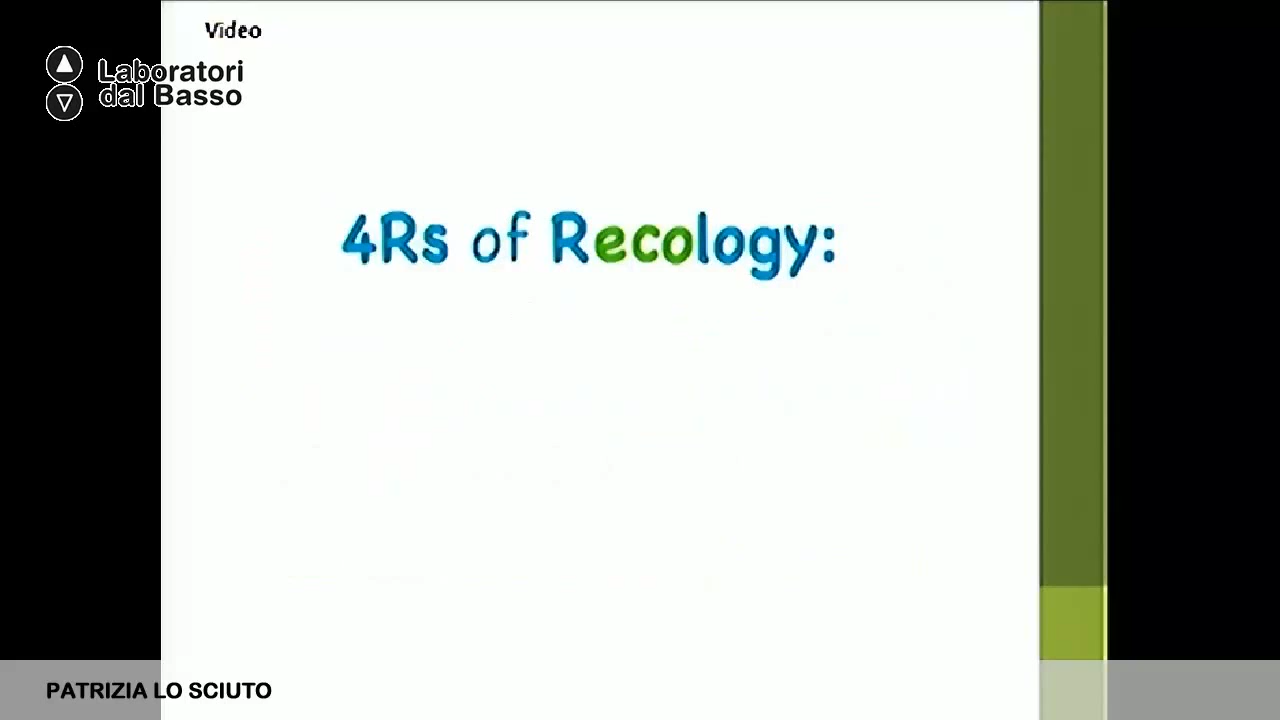 Video
Laboratori
dal Basso
4Rs of Recology:
PATRIZIA LO SCIUTO